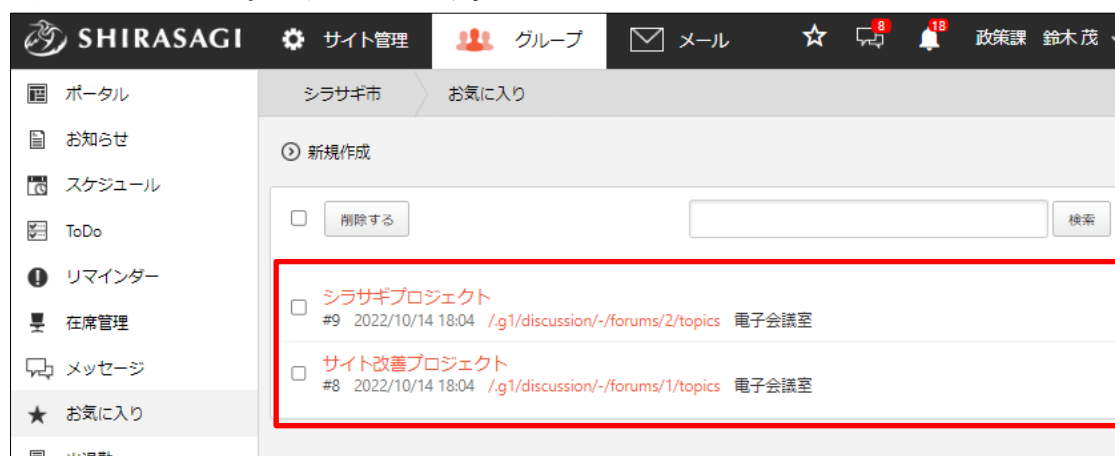 SHIRASAGI サイト管理 グループ メール 8 18 政策課 鈴木 茂
ポータル
お知らせ
スケジュール
ToDo
リマインダー
在席管理
メッセージ
お気に入り
シラサギ市 お気に入り
新規作成
削除する 検索
シラサギプロジェクト
#9 2022/10/14 18:04 /.g1/discussion/-/forums/2/topics 電子会議室
サイト改善プロジェクト
#8 2022/10/14 18:04 /.g1/discussion/-/forums/1/topics 電子会議室